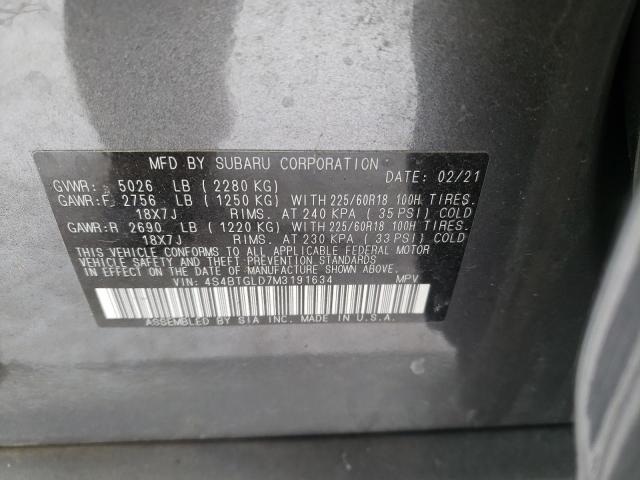 MFD BY SUBARU CORPORATION DATE: 02/21
GVWR: 5026 LB ( 2280 KG)
GAWR:F 2756 LB ( 1250 KG) WITH 225/60R18 100H TIRES.
18X7J RIMS. AT 240 KPA ( 35 PSI) COLD
GAWR:R 2690 LB ( 1220 KG) WITH 225/60R18 100H TIRES.
18X7J RIMS. AT 230 KPA ( 33 PSI) COLD
THIS VEHICLE CONFORMS TO ALL APPLICABLE FEDERAL MOTOR
VEHICLE SAFETY AND THEFT PREVENTION STANDARDS
IN EFFECT ON THE DATE OF MANUFACTURE SHOWN ABOVE.
VIN: 4S4BTGLD7M3191634 MPV
ASSEMBLED BY SIA INC. MADE IN U.S.A.